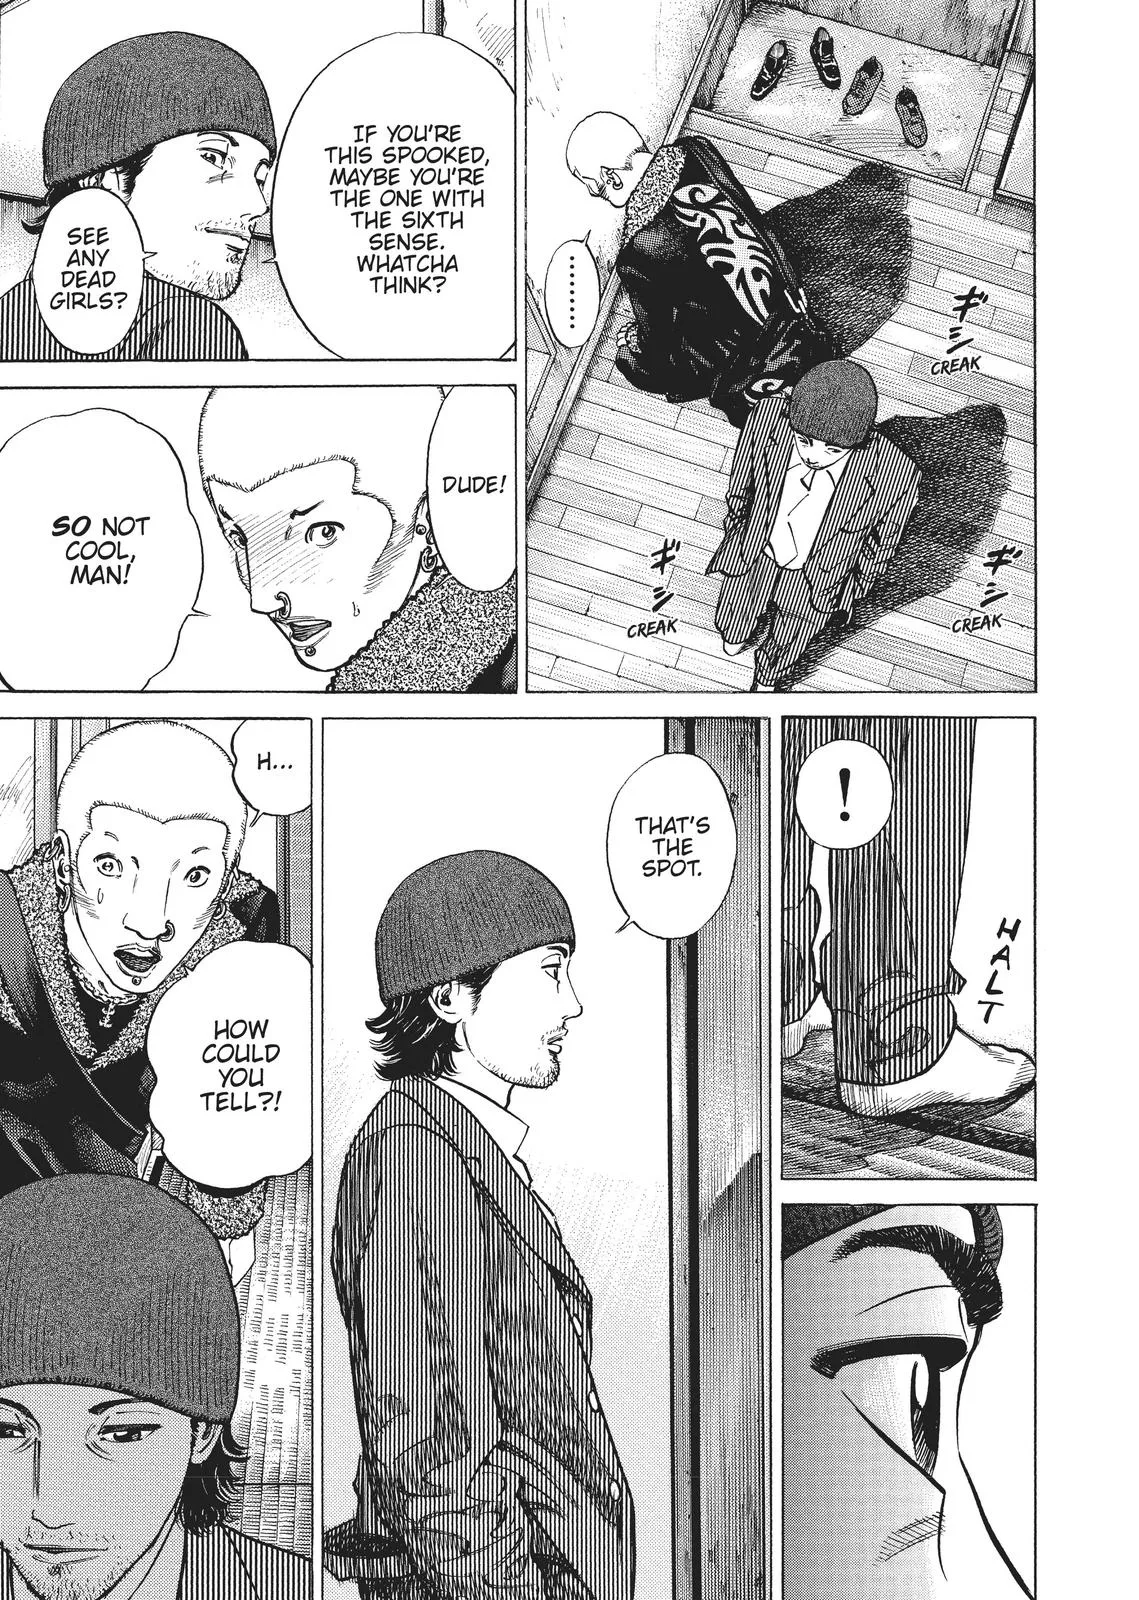 .........
ギシ
CREAK
ギシ
CREAK
ギシ
CREAK
IF YOU'RE
THIS SPOOKED,
MAYBE YOU'RE
THE ONE WITH
THE SIXTH
SENSE.
WHATCHA
THINK?
SEE
ANY
DEAD
GIRLS?
DUDE!
SO NOT
COOL,
MAN!
!
HALT
THAT'S
THE
SPOT.
H...
HOW
COULD
YOU
TELL?!